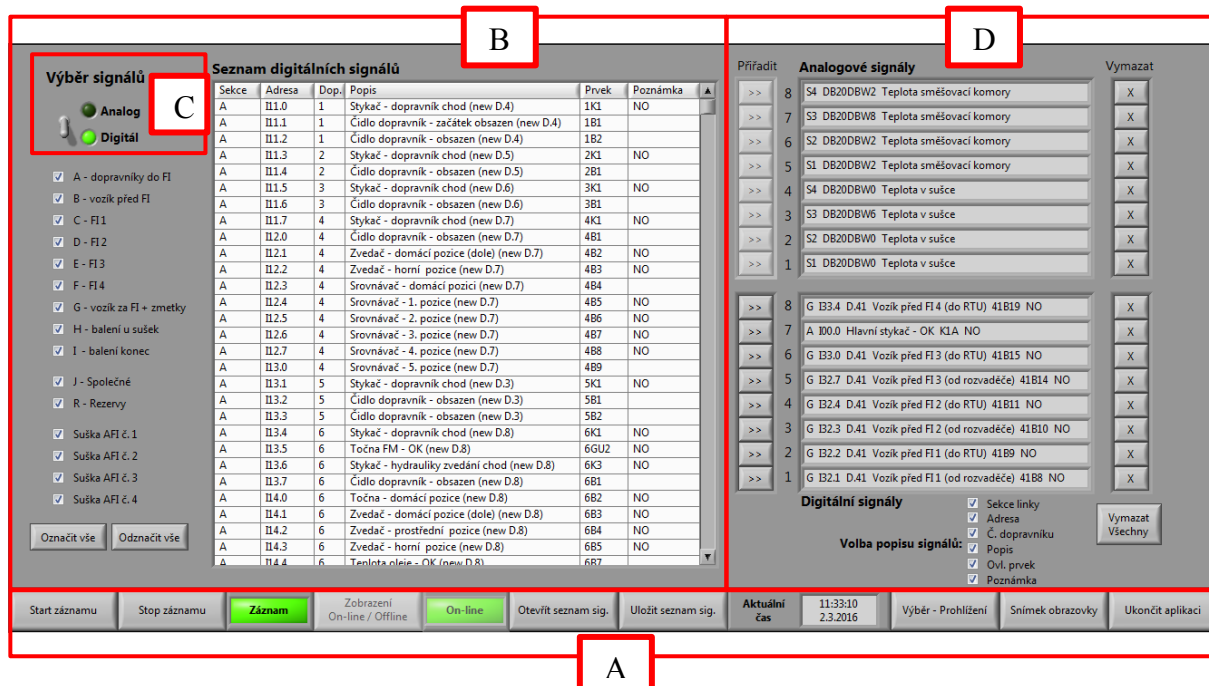 B
D
C
A
Výběr signálů
Analog
Digitál
A - dopravníky do FI
B - vozík před FI
C - FI 1
D - FI 2
E - FI 3
F - FI 4
G - vozík za FI + zmetky
H - balení u sušek
I - balení konec
J - Společné
R - Rezervy
Suška AFI č. 1
Suška AFI č. 2
Suška AFI č. 3
Suška AFI č. 4
Označit vše Odznačit vše
Seznam digitálních signálů
Sekce Adresa Dop. Popis Prvek Poznámka
A I11.0 1 Stykač - dopravník chod (new D.4) 1K1 NO
A I11.1 1 Čidlo dopravník - začátek obsazen (new D.4) 1B1
A I11.2 1 Čidlo dopravník - obsazen (new D.4) 1B2
A I11.3 2 Stykač - dopravník chod (new D.5) 2K1 NO
A I11.4 2 Čidlo dopravník - obsazen (new D.5) 2B1
A I11.5 3 Stykač - dopravník chod (new D.6) 3K1 NO
A I11.6 3 Čidlo dopravník - obsazen (new D.6) 3B1
A I11.7 4 Stykač - dopravník chod (new D.7) 4K1 NO
A I12.0 4 Čidlo dopravník - obsazen (new D.7) 4B1
A I12.1 4 Zvedač - domácí pozice (dole) (new D.7) 4B2 NO
A I12.2 4 Zvedač - horní pozice (new D.7) 4B3 NO
A I12.3 4 Srovnávač - domácí pozici (new D.7) 4B4
A I12.4 4 Srovnávač - 1. pozice (new D.7) 4B5 NO
A I12.5 4 Srovnávač - 2. pozice (new D.7) 4B6 NO
A I12.6 4 Srovnávač - 3. pozice (new D.7) 4B7 NO
A I12.7 4 Srovnávač - 4. pozice (new D.7) 4B8 NO
A I13.0 4 Srovnávač - 5. pozice (new D.7) 4B9
A I13.1 5 Stykač - dopravník chod (new D.3) 5K1 NO
A I13.2 5 Čidlo dopravník - obsazen (new D.3) 5B1
A I13.3 5 Čidlo dopravník - obsazen (new D.3) 5B2
A I13.4 6 Stykač - dopravník chod (new D.8) 6K1 NO
A I13.5 6 Točna FM - OK (new D.8) 6GU2 NO
A I13.6 6 Stykač - hydrauliky zvedání chod (new D.8) 6K3 NO
A I13.7 6 Čidlo dopravník - obsazen (new D.8) 6B1
A I14.0 6 Točna - domácí pozice (new D.8) 6B2 NO
A I14.1 6 Zvedač - domácí pozice (dole) (new D.8) 6B3 NO
A I14.2 6 Zvedač - prostřední pozice (new D.8) 6B4 NO
A I14.3 6 Zvedač - horní pozice (new D.8) 6B5 NO
A I14.4 6 Teplota oleje - OK (new D.8) 6B7
Přiřadit Analogové signály Vymazat
>> 8 S4 DB20DBW2 Teplota směšovací komory X
>> 7 S3 DB20DBW8 Teplota směšovací komory X
>> 6 S2 DB20DBW2 Teplota směšovací komory X
>> 5 S1 DB20DBW2 Teplota směšovací komory X
>> 4 S4 DB20DBW0 Teplota v sušce X
>> 3 S3 DB20DBW6 Teplota v sušce X
>> 2 S2 DB20DBW0 Teplota v sušce X
>> 1 S1 DB20DBW0 Teplota v sušce X
>> 8 G I33.4 D.41 Vozík před FI 4 (do RTU) 41B19 NO X
>> 7 A I00.0 Hlavní stykač - OK K1A NO X
>> 6 G I33.0 D.41 Vozík před FI 3 (do RTU) 41B15 NO X
>> 5 G I32.7 D.41 Vozík před FI 3 (od rozvaděče) 41B14 NO X
>> 4 G I32.4 D.41 Vozík před FI 2 (do RTU) 41B11 NO X
>> 3 G I32.3 D.41 Vozík před FI 2 (od rozvaděče) 41B10 NO X
>> 2 G I32.2 D.41 Vozík před FI 1 (do RTU) 41B9 NO X
>> 1 G I32.1 D.41 Vozík před FI 1 (od rozvaděče) 41B8 NO X
Digitální signály
Volba popisu signálů:
Sekce linky
Adresa
Č. dopravníku
Popis
Ovl. prvek
Poznámka
Vymazat
Všechny
Start záznamu Stop záznamu Záznam Zobrazení
On-line / Offline On-line Otevřít seznam sig. Uložit seznam sig. Aktuální
čas 11:33:10
2.3.2016 Výběr - Prohlížení Snímek obrazovky Ukončit aplikaci